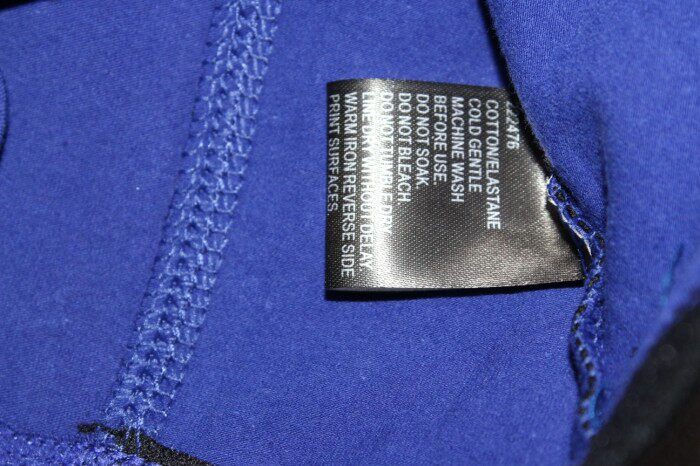 22476
COTTON/ELASTANE
COLD GENTLE
MACHINE WASH
BEFORE USE.
DO NOT SOAK.
DO NOT BLEACH
DO NOT TUMBLE DRY
LINE DRY WITHOUT DELAY.
WARM IRON REVERSE SIDE
PRINT SURFACES.